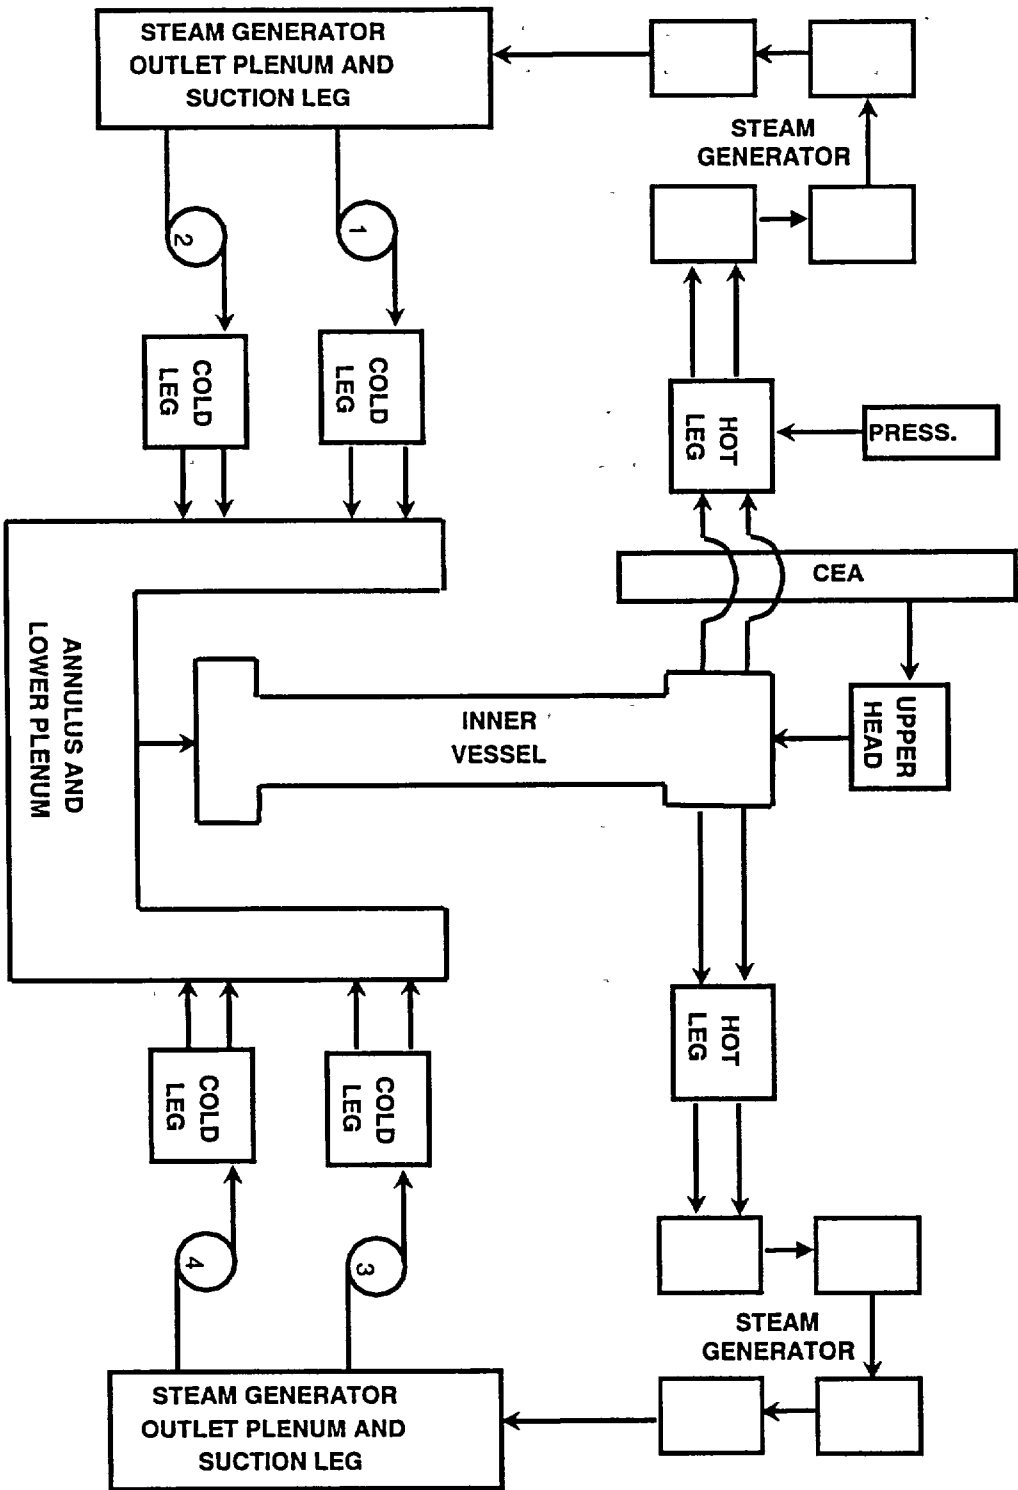 STEAM GENERATOR
OUTLET PLENUM AND
SUCTION LEG
STEAM
GENERATOR
2
1
COLD
LEG
COLD
LEG
HOT
LEG
PRESS.
CEA
ANNULUS AND
LOWER PLENUM
INNER
VESSEL
UPPER
HEAD
HOT
LEG
COLD
LEG
COLD
LEG
4
3
STEAM
GENERATOR
STEAM GENERATOR
OUTLET PLENUM AND
SUCTION LEG